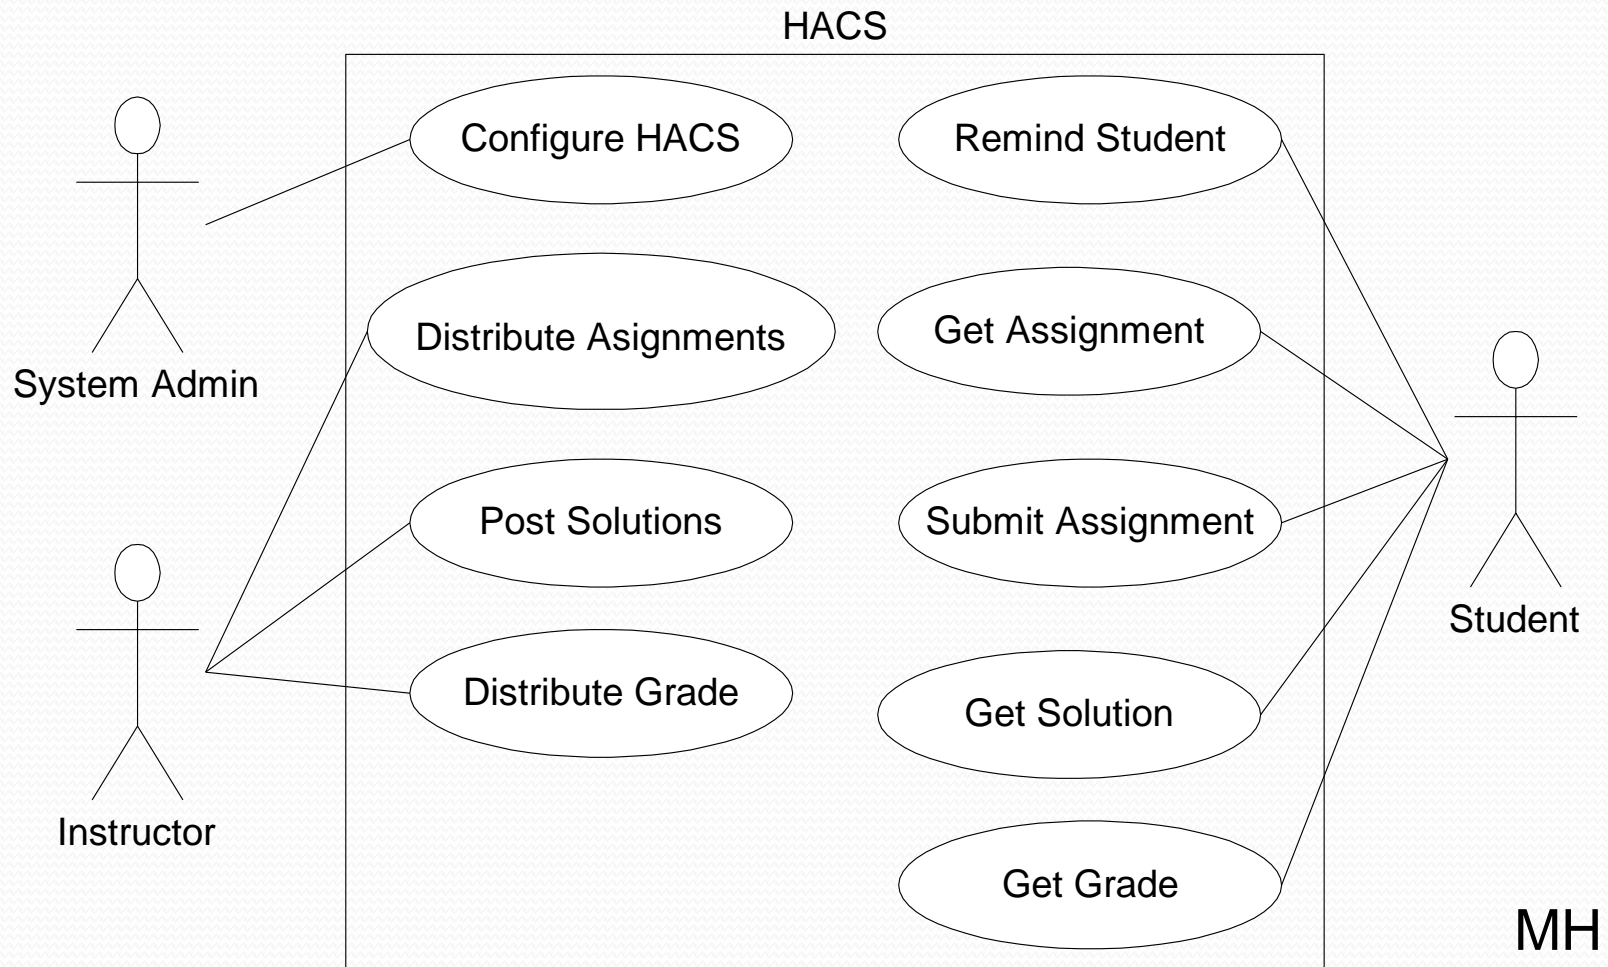 HACS
Configure HACS
Remind Student
Distribute Asignments
Get Assignment
System Admin
Post Solutions
Submit Assignment
Student
Distribute Grade
Get Solution
Instructor
Get Grade
MH